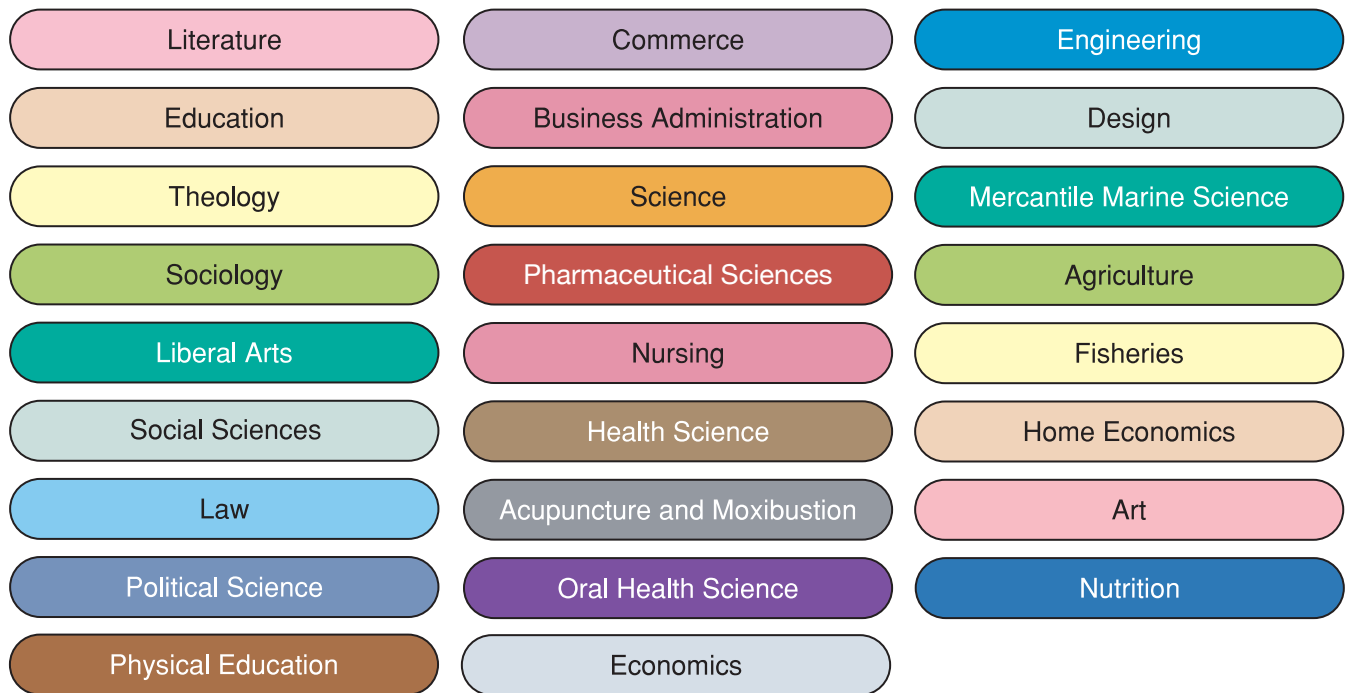 Literature
Education
Theology
Sociology
Liberal Arts
Social Sciences
Law
Political Science
Physical Education
Commerce
Business Administration
Science
Pharmaceutical Sciences
Nursing
Health Science
Acupuncture and Moxibustion
Oral Health Science
Economics
Engineering
Design
Mercantile Marine Science
Agriculture
Fisheries
Home Economics
Art
Nutrition